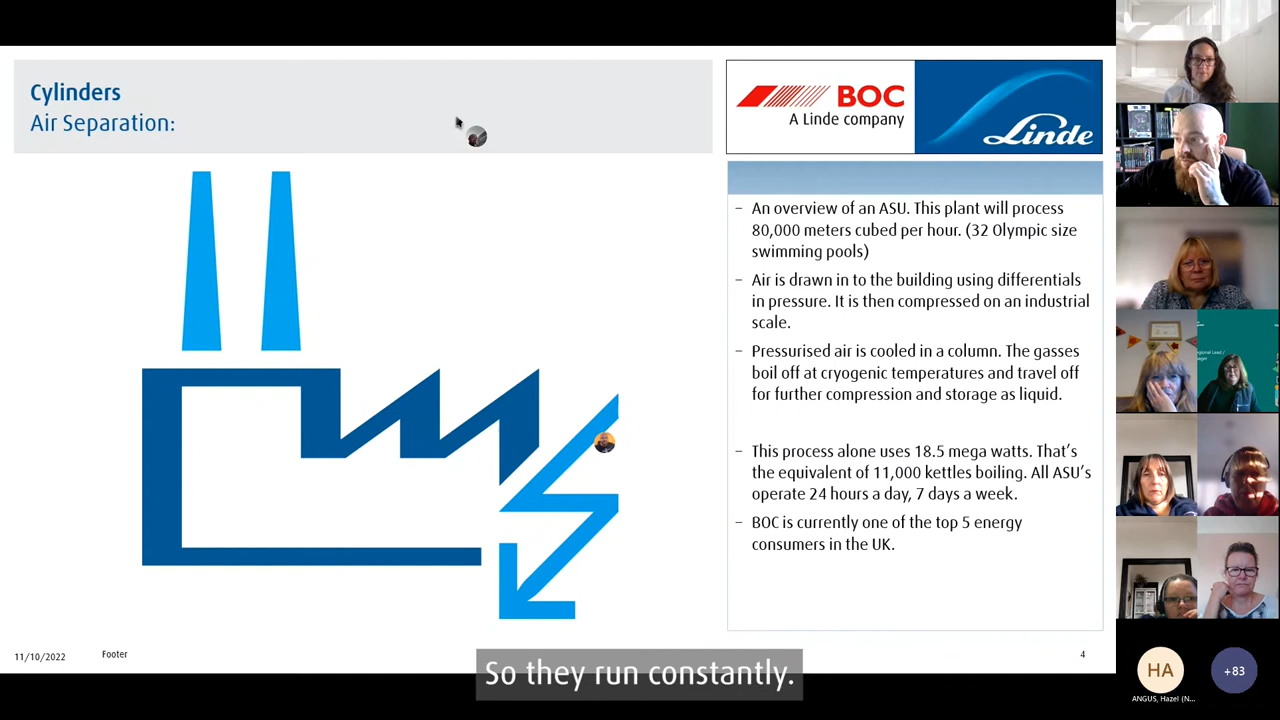 Cylinders
Air Separation:
BOC
A Linde company
Linde
– An overview of an ASU. This plant will process
80,000 meters cubed per hour. (32 Olympic size
swimming pools)
– Air is drawn in to the building using differentials
in pressure. It is then compressed on an industrial
scale.
– Pressurised air is cooled in a column. The gasses
boil off at cryogenic temperatures and travel off
for further compression and storage as liquid.
– This process alone uses 18.5 mega watts. That's
the equivalent of 11,000 kettles boiling. All ASU's
operate 24 hours a day, 7 days a week.
– BOC is currently one of the top 5 energy
consumers in the UK.
11/10/2022
Footer
4
So they run constantly.
egional Lead /
HA
+83
ANGUS, Hazel (N...